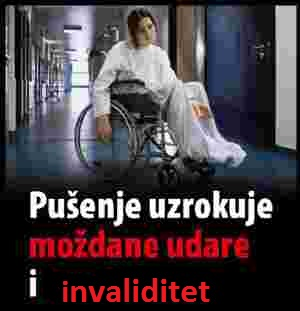 Pušenje uzrokuje
moždane udare
i invaliditet